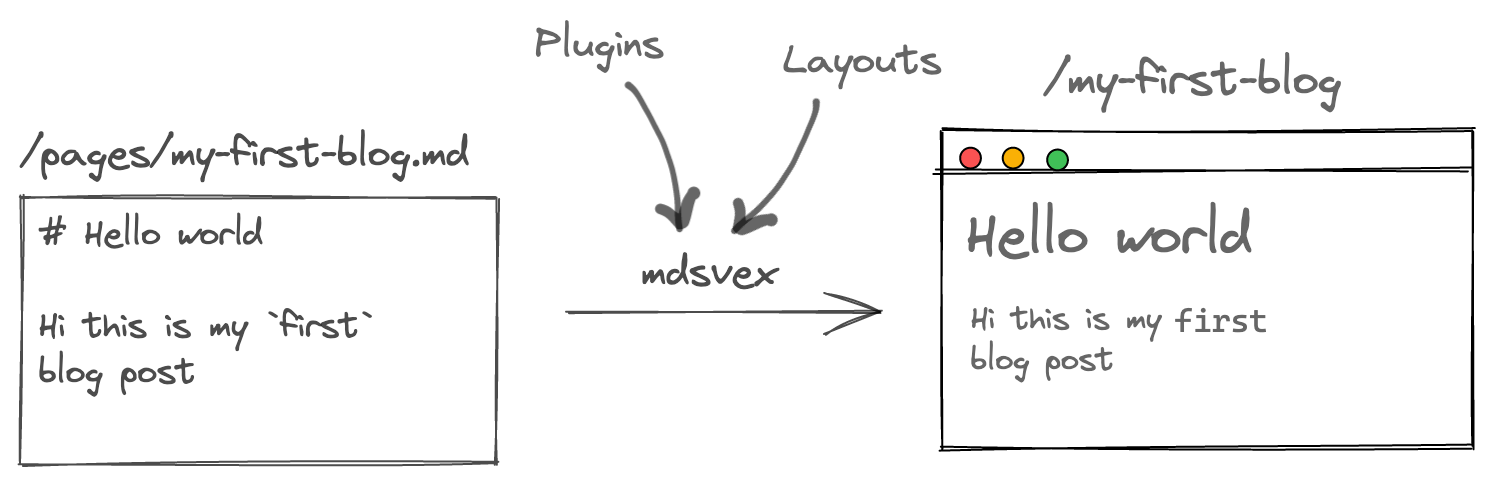 Plugins
Layouts
/my-first-blog
/pages/my-first-blog.md
# Hello world
Hi this is my `first`
blog post
mdsvex
Hello world
Hi this is my first
blog post